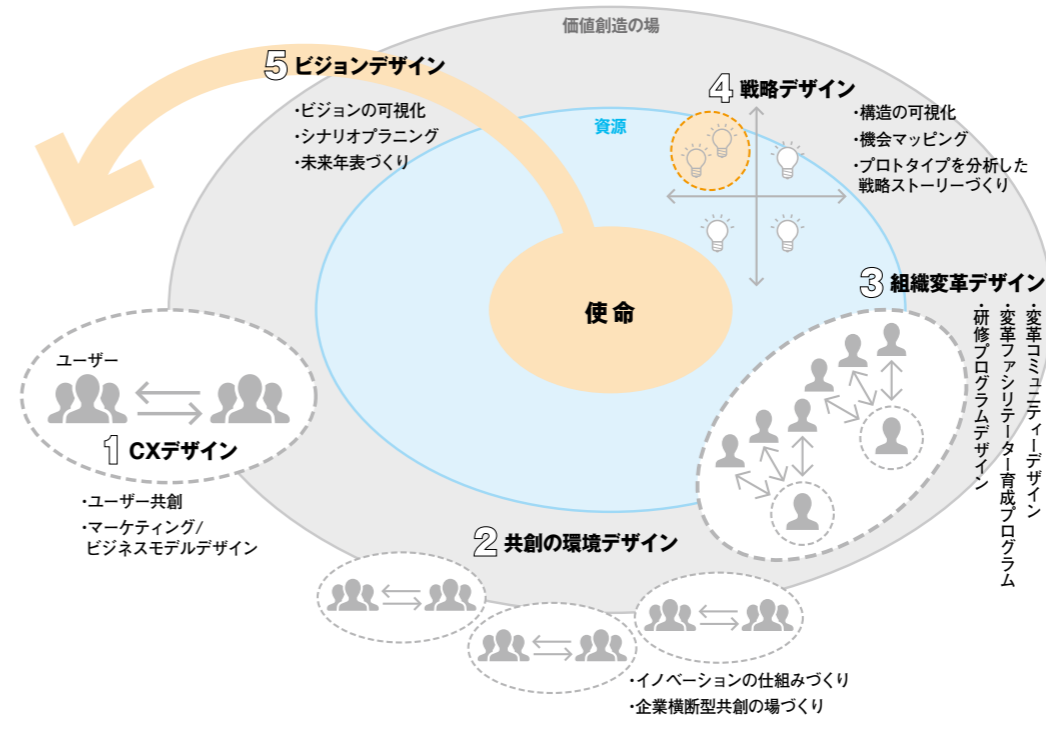 価値創造の場
5 ビジョンデザイン
・ビジョンの可視化
・シナリオプラニング
・未来年表づくり
4 戦略デザイン
・構造の可視化
・機会マッピング
・プロトタイプを分析した
戦略ストーリーづくり
資源
使命
3 組織変革デザイン
・変革コミュニティーデザイン
・変革ファシリテーター育成プログラム
・研修プログラムデザイン
ユーザー
1 CXデザイン
・ユーザー共創
・マーケティング/
ビジネスモデルデザイン
2 共創の環境デザイン
・イノベーションの仕組みづくり
・企業横断型共創の場づくり